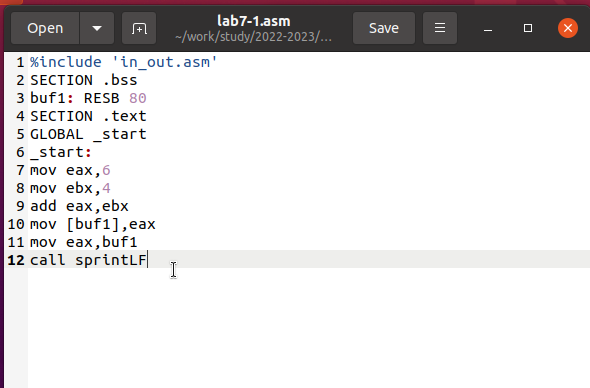 Open
lab7-1.asm
~/work/study/2022-2023/...
Save
1 %include 'in_out.asm'
2 SECTION .bss
3 buf1: RESB 80
4 SECTION .text
5 GLOBAL _start
6 _start:
7 mov eax,6
8 mov ebx,4
9 add eax,ebx
10 mov [buf1],eax
11 mov eax,buf1
12 call sprintLF